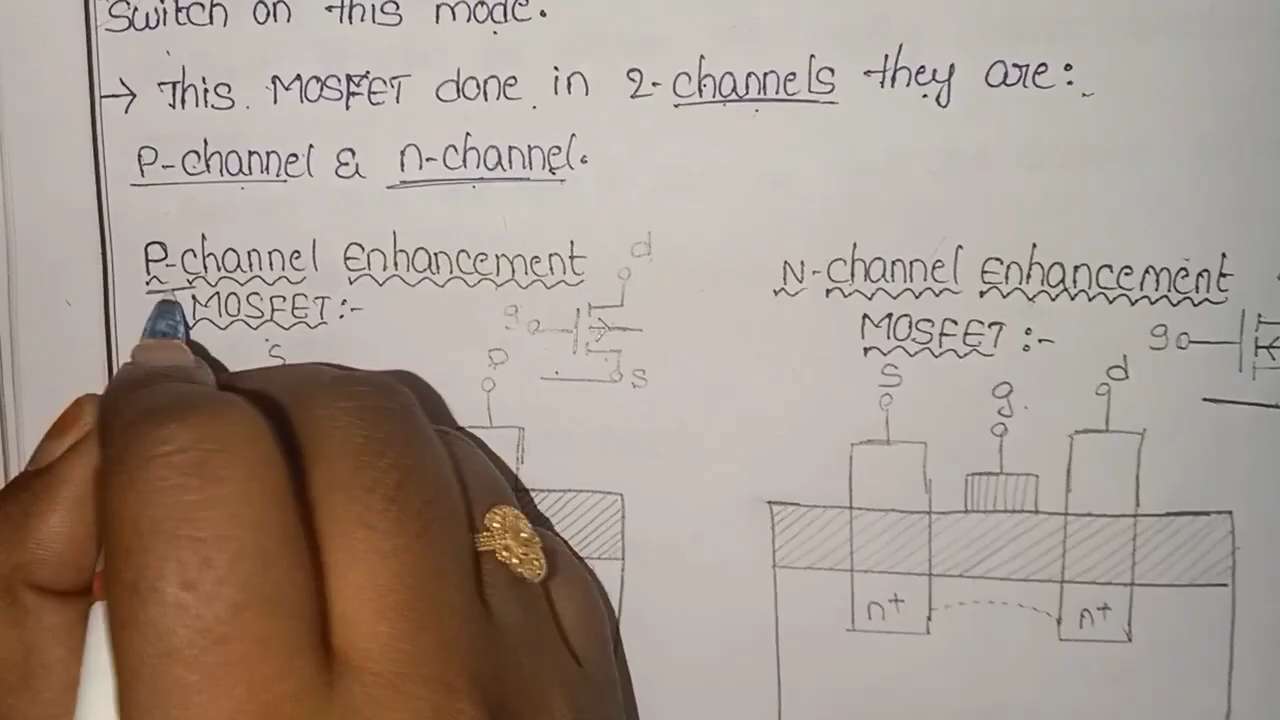 Switch on this mode.
→ This MOSFET done in 2-channels they are:
P-channel & n-channel.
P-channel Enhancement
MOSFET:-
d
g
s
S
D
N-channel Enhancement
MOSFET:-
g
S
g.
d
n+
n+